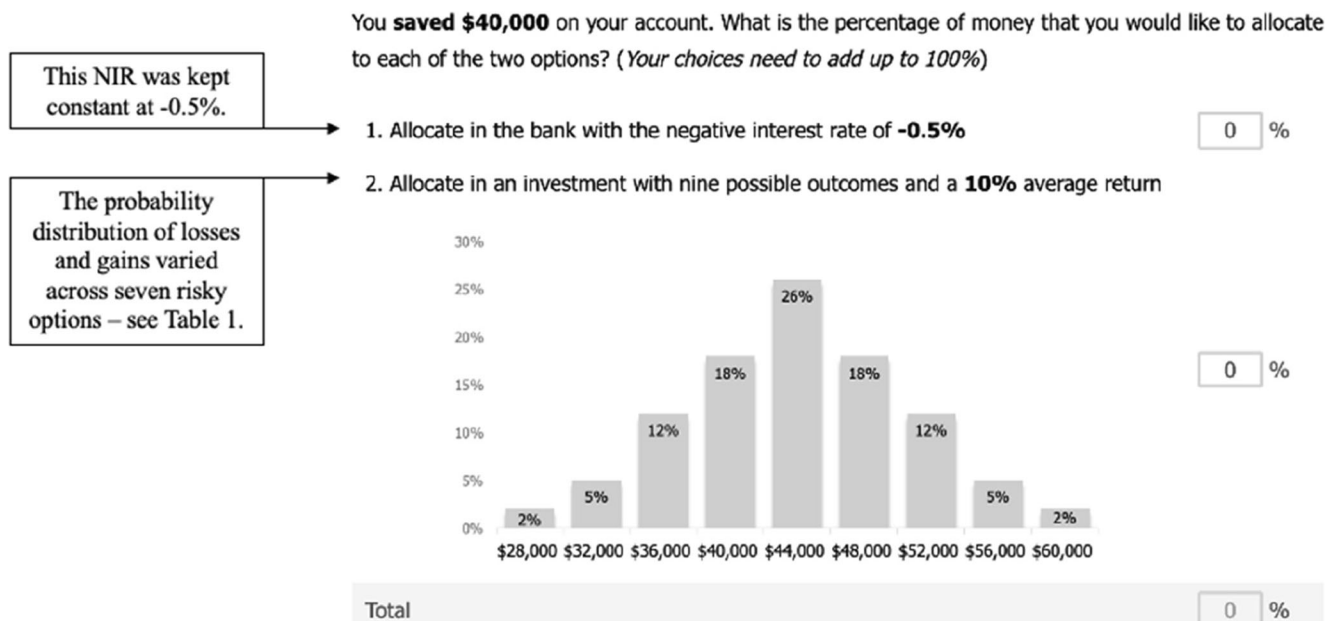 You saved $40,000 on your account. What is the percentage of money that you would like to allocate
to each of the two options? (Your choices need to add up to 100%)
This NIR was kept
constant at -0.5%.
1. Allocate in the bank with the negative interest rate of -0.5%
0 %
The probability
distribution of losses
and gains varied
across seven risky
options – see Table 1.
2. Allocate in an investment with nine possible outcomes and a 10% average return
30%
25%
20%
15%
10%
5%
0%
2%
5%
12%
18%
26%
18%
12%
5%
2%
$28,000 $32,000 $36,000 $40,000 $44,000 $48,000 $52,000 $56,000 $60,000
0 %
Total
0 %